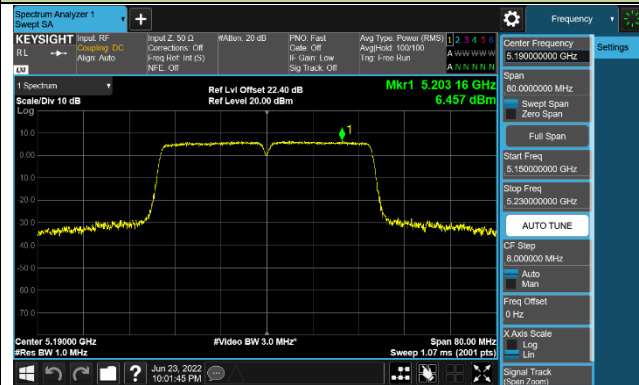 Spectrum Analyzer 1
Swept SA
Frequency
KEYSIGHT
RL
LXI
Input: RF
Coupling: DC
Align: Auto
Input Z: 50 Ω
Corrections: Off
Freq Ref: Int (S)
NFE: Off
#Atten: 20 dB
PNO: Fast
Gate: Off
IF Gain: Low
Sig Track: Off
Avg Type: Power (RMS)
Avg|Hold: 100/100
Trig: Free Run
1 2 3 4 5 6
A W W W W W
A N N N N N
1 Spectrum
Scale/Div 10 dB
Log
Ref Lvl Offset 22.40 dB
Ref Level 20.00 dBm
Mkr1 5.203 16 GHz
6.457 dBm
1
10.0
0.00
-10.0
-20.0
-30.0
-40.0
-50.0
-60.0
-70.0
Center 5.19000 GHz
#Res BW 1.0 MHz
#Video BW 3.0 MHz*
Span 80.00 MHz
Sweep 1.07 ms (2001 pts)
Jun 23, 2022
10:01:45 PM
Center Frequency
5.190000000 GHz
Span
80.0000000 MHz
Swept Span
Zero Span
Full Span
Start Freq
5.150000000 GHz
Stop Freq
5.230000000 GHz
AUTO TUNE
CF Step
8.000000 MHz
Auto
Man
Freq Offset
0 Hz
X Axis Scale
Log
Lin
Signal Track
(Span Zoom)
Settings